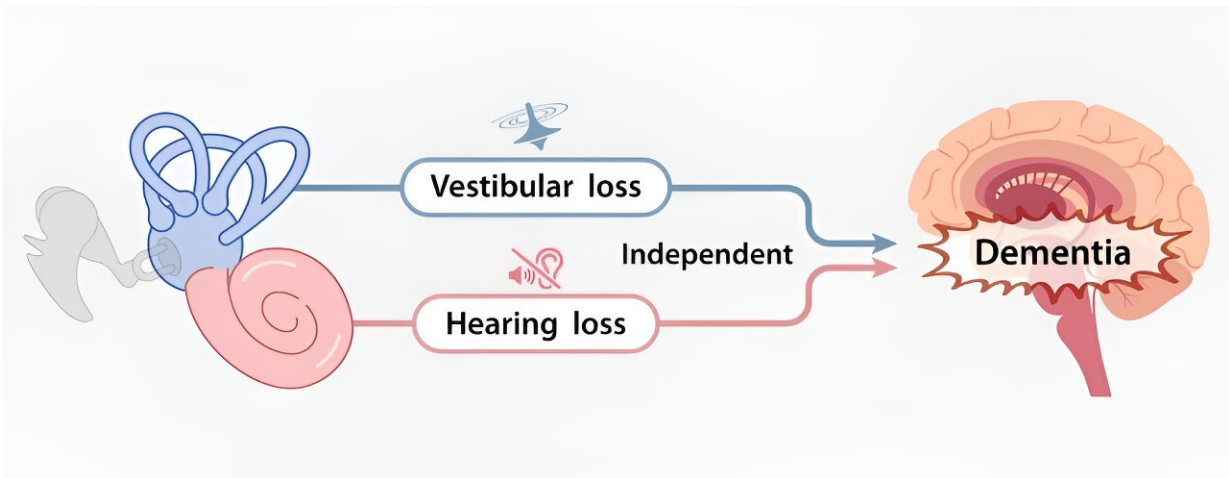 Vestibular loss
Independent
Hearing loss
Dementia